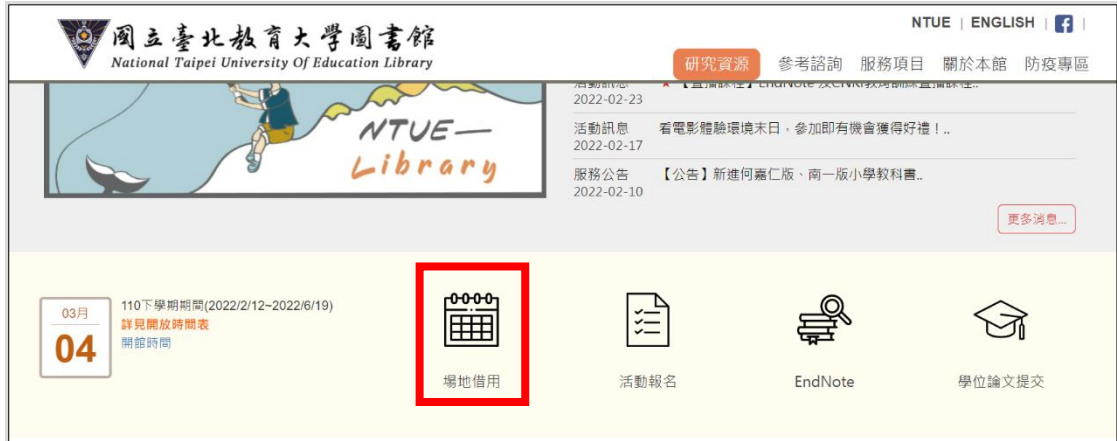 國立臺北教育大學圖書館
National Taipei University Of Education Library
NTUE | ENGLISH |
研究資源 參考諮詢 服務項目 關於本館 防疫專區
NTUE—
Library
2022-02-23
活動訊息 看電影體驗環境末日，參加即有機會獲得好禮！..
2022-02-17
服務公告 【公告】新進何嘉仁版、南一版小學教科書..
2022-02-10
更多消息...
03月
04
110下學期期間(2022/2/12~2022/6/19)
詳見開放時間表
開館時間
場地借用
活動報名
EndNote
學位論文提交